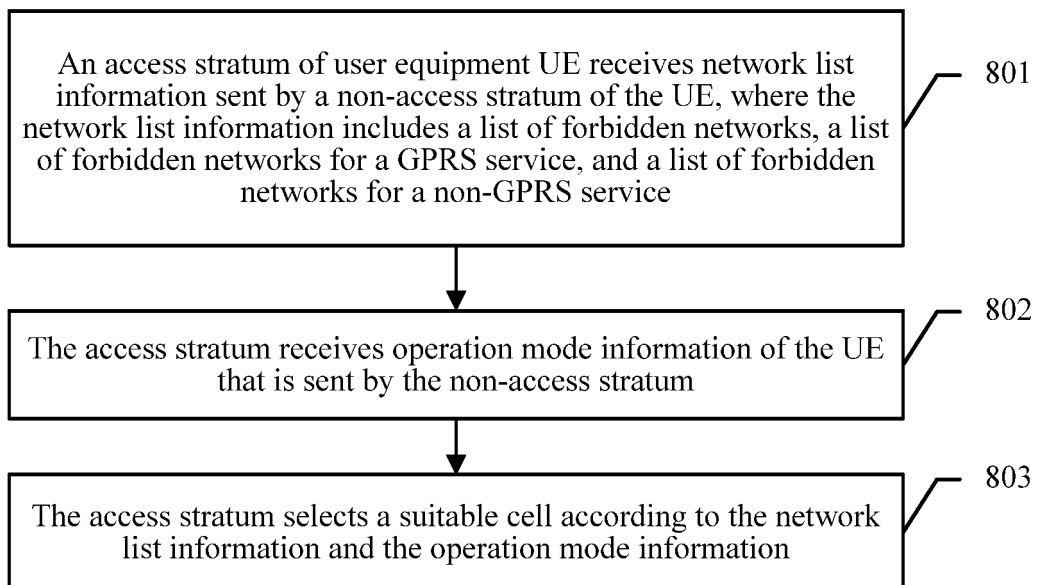 An access stratum of user equipment UE receives network list
information sent by a non-access stratum of the UE, where the
network list information includes a list of forbidden networks, a list
of forbidden networks for a GPRS service, and a list of forbidden
networks for a non-GPRS service
801
The access stratum receives operation mode information of the UE
that is sent by the non-access stratum
802
The access stratum selects a suitable cell according to the network
list information and the operation mode information
803